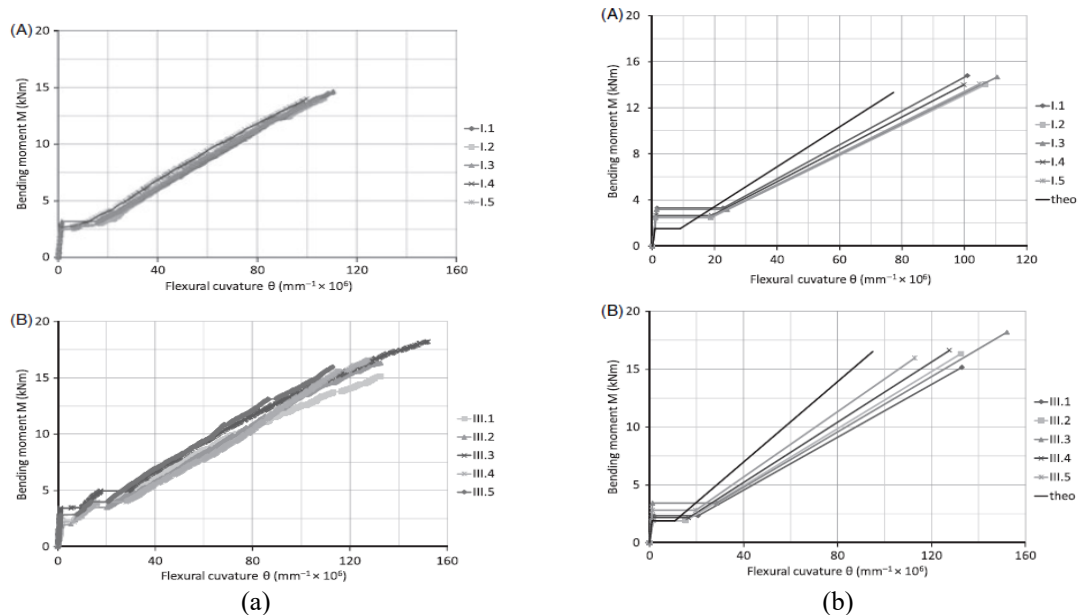 (A)
20
15
10
5
0
Bending moment M (kNm)
0 40 80 120 160
Flexural cuvature θ (mm⁻¹ × 10⁶)
I.1
I.2
I.3
I.4
I.5
(B)
20
15
10
5
0
Bending moment M (kNm)
0 40 80 120 160
Flexural cuvature θ (mm⁻¹ × 10⁶)
III.1
III.2
III.3
III.4
III.5
(a)
(A)
20
16
12
8
4
0
Bending moment M (kNm)
0 20 40 60 80 100 120
Flexural cuvature θ (mm⁻¹ × 10⁶)
I.1
I.2
I.3
I.4
I.5
theo
(B)
20
15
10
5
0
Bending moment M (kNm)
0 40 80 120 160
Flexural cuvature θ (mm⁻¹ × 10⁶)
III.1
III.2
III.3
III.4
III.5
theo
(b)